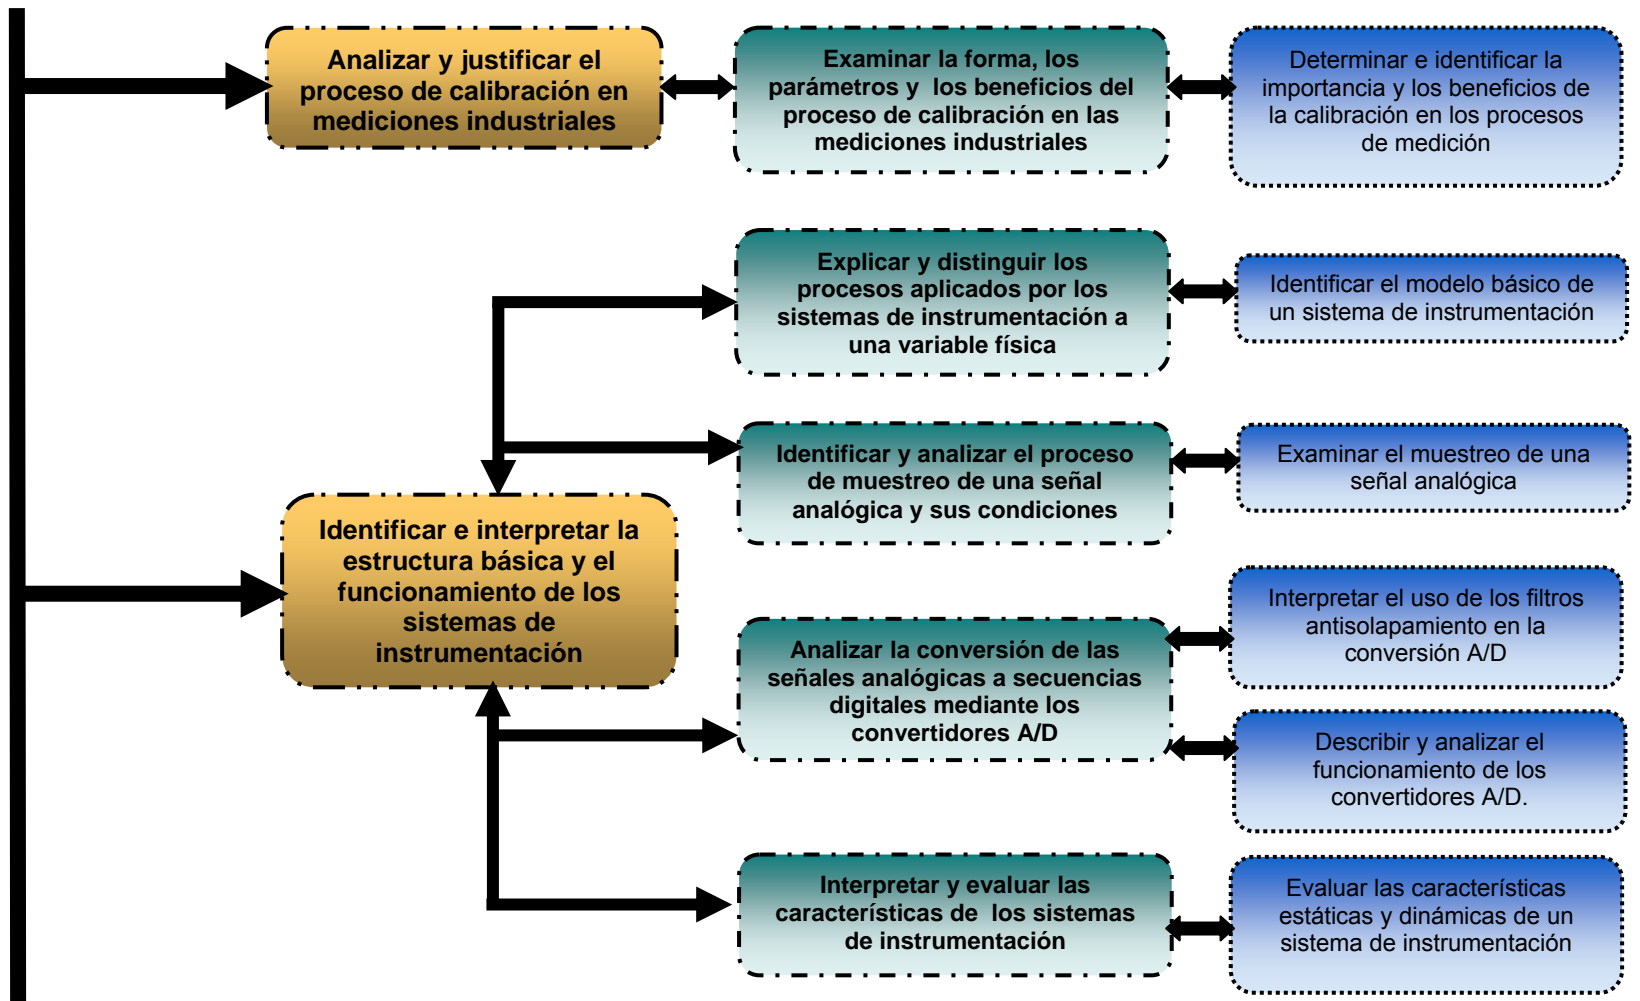 Analizar y justificar el
proceso de calibración en
mediciones industriales
Examinar la forma, los
parámetros y los beneficios del
proceso de calibración en las
mediciones industriales
Determinar e identificar la
importancia y los beneficios de
la calibración en los procesos
de medición
Explicar y distinguir los
procesos aplicados por los
sistemas de instrumentación a
una variable física
Identificar el modelo básico de
un sistema de instrumentación
Identificar y analizar el proceso
de muestreo de una señal
analógica y sus condiciones
Examinar el muestreo de una
señal analógica
Identificar e interpretar la
estructura básica y el
funcionamiento de los
sistemas de
instrumentación
Analizar la conversión de las
señales analógicas a secuencias
digitales mediante los
convertidores A/D
Interpretar el uso de los filtros
antisolapamiento en la
conversión A/D
Describir y analizar el
funcionamiento de los
convertidores A/D.
Interpretar y evaluar las
características de los sistemas
de instrumentación
Evaluar las características
estáticas y dinámicas de un
sistema de instrumentación